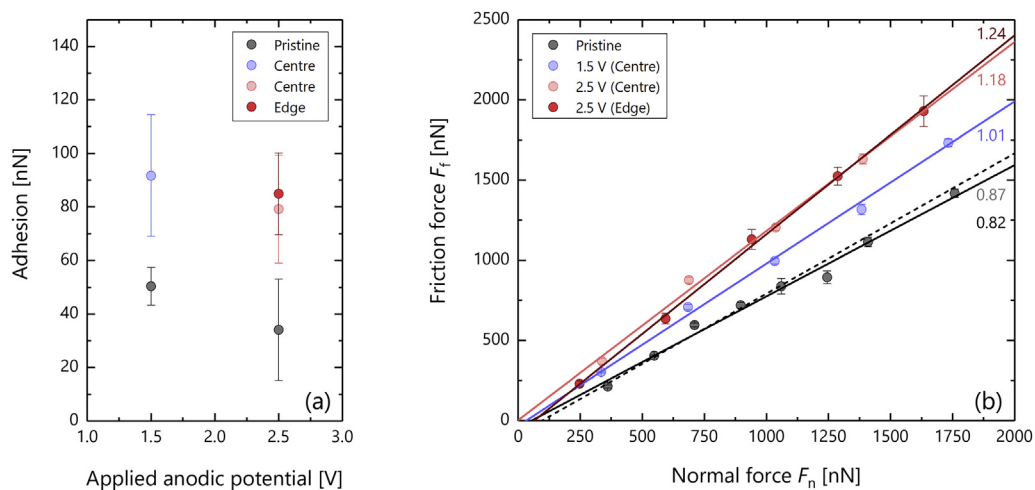 140
120
100
80
60
40
20
0
Adhesion [nN]
Pristine
Centre
Centre
Edge
(a)
1.0
1.5
2.0
2.5
3.0
Applied anodic potential [V]
2500
2000
2500
1500
1000
500
0
Friction force Ff [nN]
Pristine
1.5 V (Centre)
2.5 V (Centre)
2.5 V (Edge)
1.24
1.18
1.01
0.87
0.82
(b)
0
250
500
750
1000
1250
1500
1750
2000
Normal force Fn [nN]